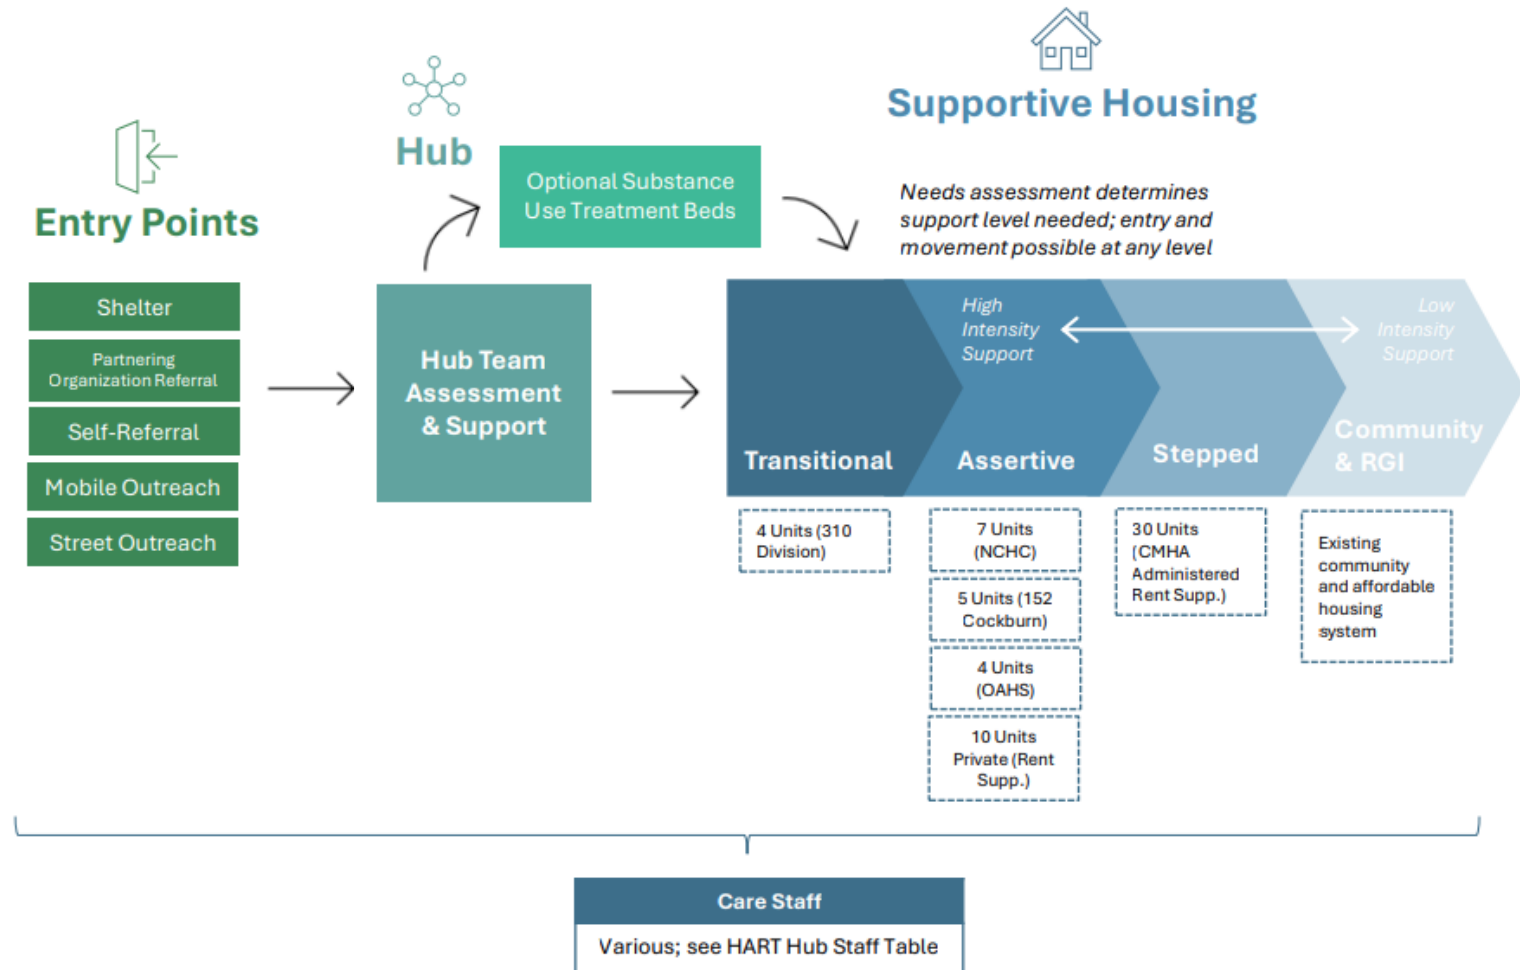 Entry Points
Shelter
Partnering
Organization Referral
Self-Referral
Mobile Outreach
Street Outreach
Hub
Optional Substance
Use Treatment Beds
Hub Team
Assessment
& Support
Supportive Housing
Needs assessment determines
support level needed; entry and
movement possible at any level
High
Intensity
Support
Low
Intensity
Support
Transitional
Assertive
Stepped
Community
& RGI
4 Units (310
Division)
7 Units
(NCHC)
5 Units (152
Cockburn)
4 Units
(OAHS)
10 Units
Private (Rent
Supp.)
30 Units
(CMHA
Administered
Rent Supp.)
Existing
community
and affordable
housing
system
Care Staff
Various; see HART Hub Staff Table